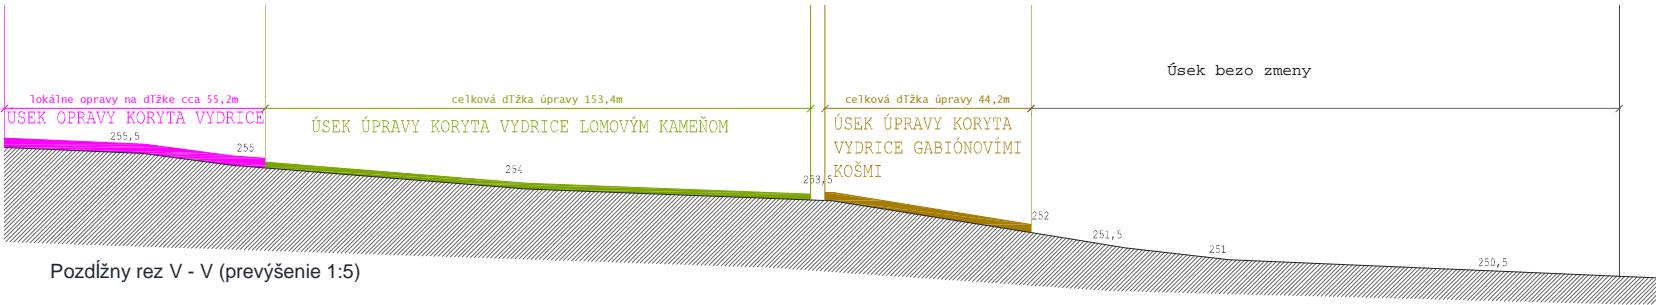 Úsek bezo zmeny
lokálne opravy na dĺžke cca 55,2m
celková dĺžka úpravy 153,4m
celková dĺžka úpravy 44,2m
ÚSEK OPRAVY KORYTA VYDRICE
ÚSEK ÚPRAVY KORYTA VYDRICE LOMOVÝM KAMEŇOM
ÚSEK ÚPRAVY KORYTA
VYDRICE GABIÓNOVÍMI
KOŠMI
255,5
255
254
253,5
252
251,5
251
250,5
Pozdĺžny rez V - V (prevýšenie 1:5)